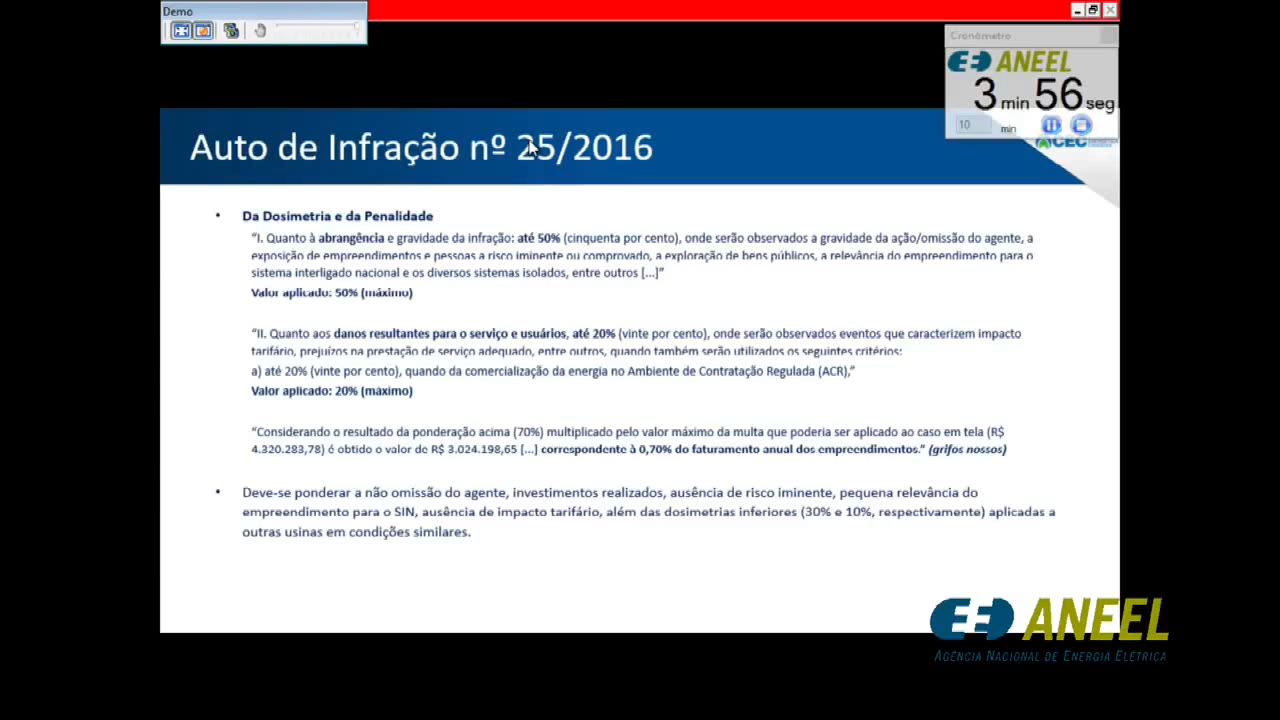 Demo
Cronômetro
ANEEL
3 min 56 seg
10 min
CEC
Auto de Infração nº 25/2016
• Da Dosimetria e da Penalidade
“I. Quanto à abrangência e gravidade da infração: até 50% (cinquenta por cento), onde serão observados a gravidade da ação/omissão do agente, a
exposição de empreendimentos e pessoas a risco iminente ou comprovado, a exploração de bens públicos, a relevância do empreendimento para o
sistema interligado nacional e os diversos sistemas isolados, entre outros [...]”
Valor aplicado: 50% (máximo)
“II. Quanto aos danos resultantes para o serviço e usuários, até 20% (vinte por cento), onde serão observados eventos que caracterizem impacto
tarifário, prejuízos na prestação de serviço adequado, entre outros, quando também serão utilizados os seguintes critérios:
a) até 20% (vinte por cento), quando da comercialização da energia no Ambiente de Contratação Regulada (ACR),”
Valor aplicado: 20% (máximo)
“Considerando o resultado da ponderação acima (70%) multiplicado pelo valor máximo da multa que poderia ser aplicado ao caso em tela (R$
4.320.283,78) é obtido o valor de R$ 3.024.198,65 [...] correspondente à 0,70% do faturamento anual dos empreendimentos.” (grifos nossos)
• Deve-se ponderar a não omissão do agente, investimentos realizados, ausência de risco iminente, pequena relevância do
empreendimento para o SIN, ausência de impacto tarifário, além das dosimetrias inferiores (30% e 10%, respectivamente) aplicadas a
outras usinas em condições similares.
ANEEL
AGÊNCIA NACIONAL DE ENERGIA ELÉTRICA